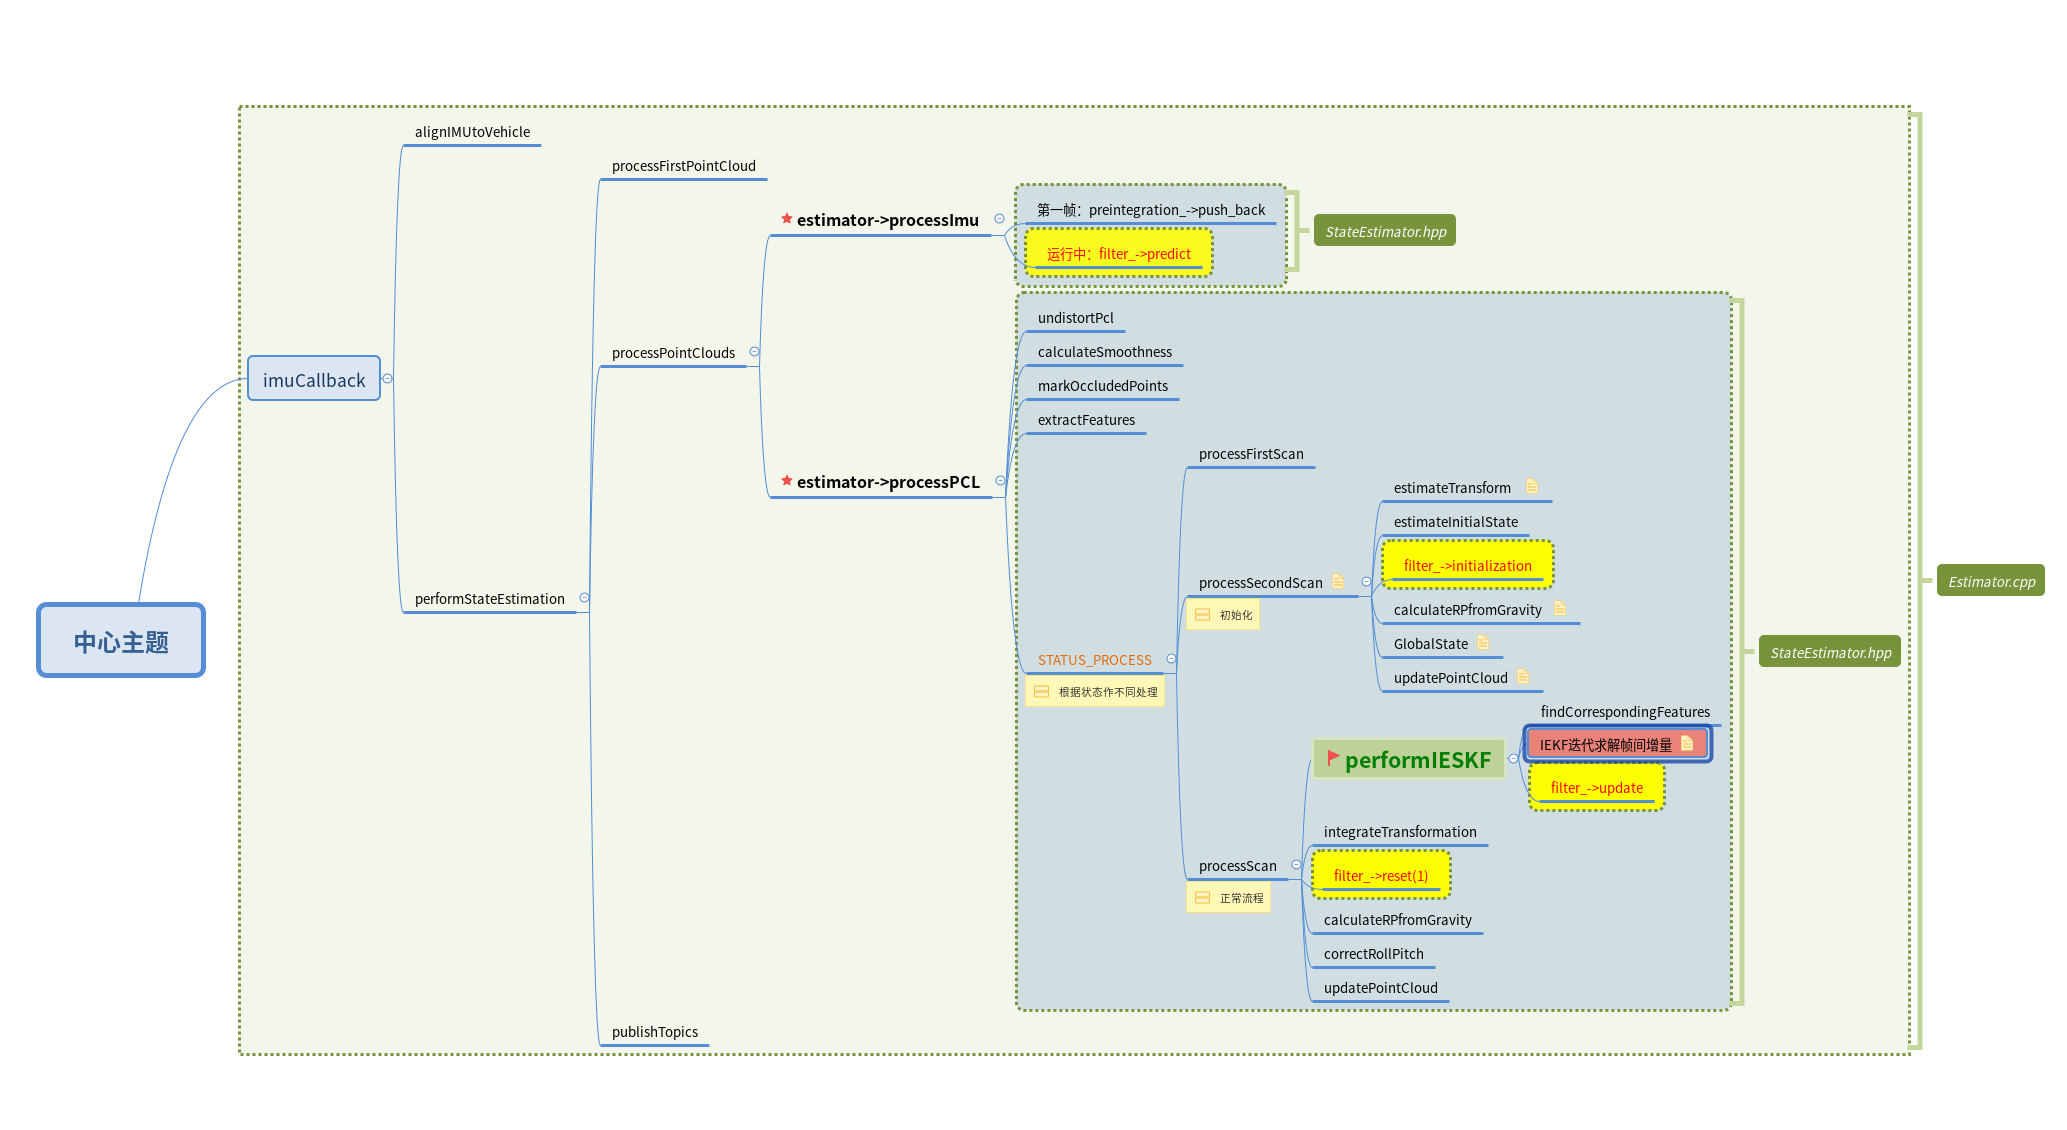 中心主题
imuCallback
alignIMUtoVehicle
performStateEstimation
processFirstPointCloud
processPointClouds
estimator->processImu
第一帧：preintegration_->push_back
运行中：filter_->predict
StateEstimator.hpp
estimator->processPCL
undistortPcl
calculateSmoothness
markOccludedPoints
extractFeatures
STATUS_PROCESS
根据状态作不同处理
processFirstScan
processSecondScan
初始化
estimateTransform
estimateInitialState
filter_->initialization
calculateRPfromGravity
GlobalState
updatePointCloud
processScan
正常流程
performIESKF
findCorrespondingFeatures
IEKF迭代求解帧间增量
filter_->update
integrateTransformation
filter_->reset(1)
calculateRPfromGravity
correctRollPitch
updatePointCloud
StateEstimator.hpp
publishTopics
Estimator.cpp